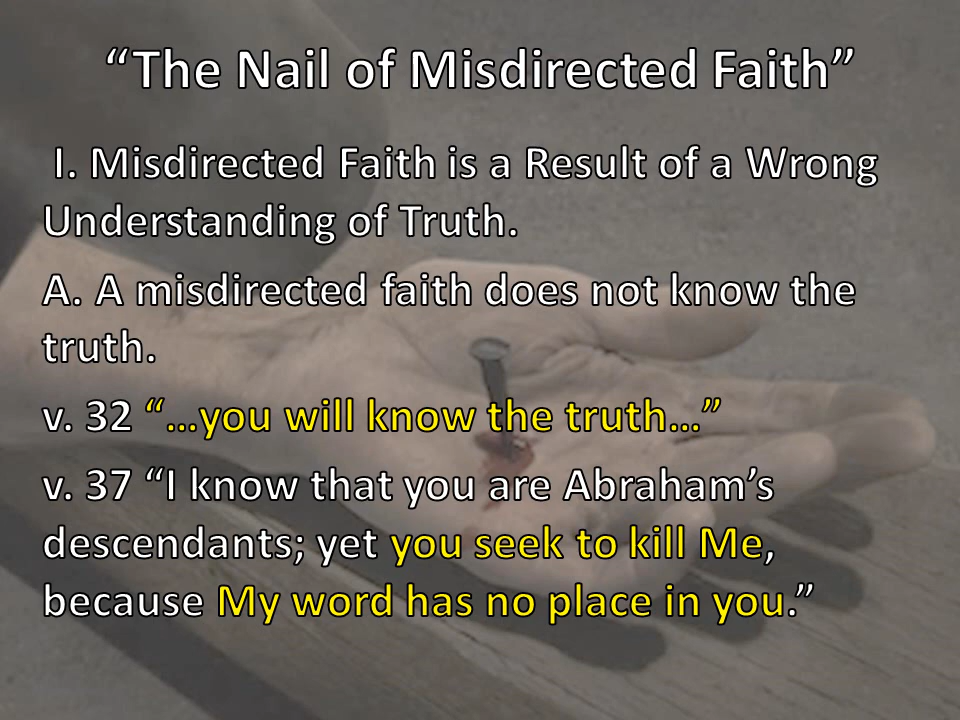 “The Nail of Misdirected Faith”
I. Misdirected Faith is a Result of a Wrong
Understanding of Truth.
A. A misdirected faith does not know the
truth.
v. 32 “…you will know the truth…”
v. 37 “I know that you are Abraham’s
descendants; yet you seek to kill Me,
because My word has no place in you.”